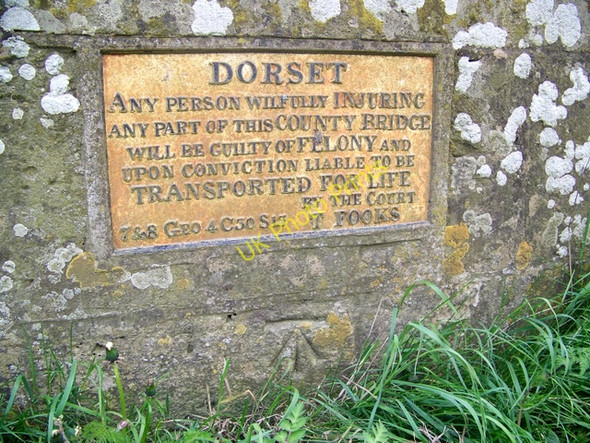 DORSET
ANY PERSON WILFULLY INJURING
ANY PART OF THIS COUNTY BRIDGE
WILL BE GUILTY OF FELONY AND
UPON CONVICTION LIABLE TO BE
TRANSPORTED FOR LIFE
BY THE COURT
7&8 GEO 4 C30 S13 T FOOKS
UK Photo